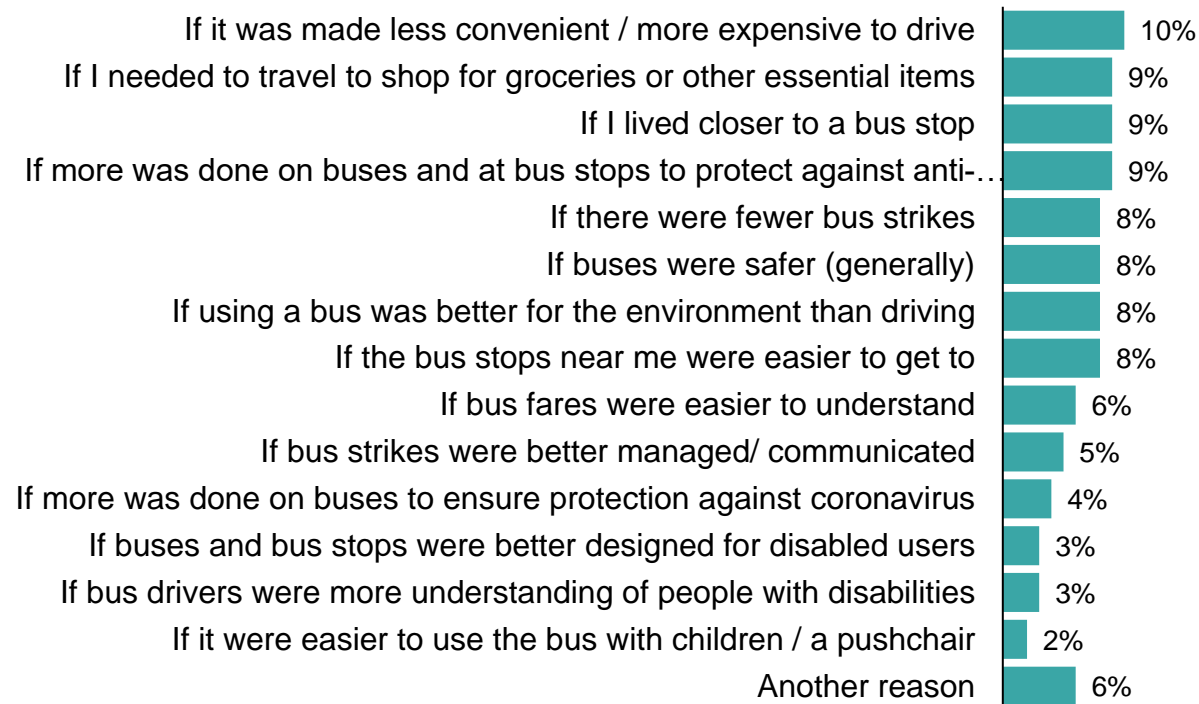 If it was made less convenient / more expensive to drive 10%
If I needed to travel to shop for groceries or other essential items 9%
If I lived closer to a bus stop 9%
If more was done on buses and at bus stops to protect against anti-… 9%
If there were fewer bus strikes 8%
If buses were safer (generally) 8%
If using a bus was better for the environment than driving 8%
If the bus stops near me were easier to get to 8%
If bus fares were easier to understand 6%
If bus strikes were better managed/ communicated 5%
If more was done on buses to ensure protection against coronavirus 4%
If buses and bus stops were better designed for disabled users 3%
If bus drivers were more understanding of people with disabilities 3%
If it were easier to use the bus with children / a pushchair 2%
Another reason 6%